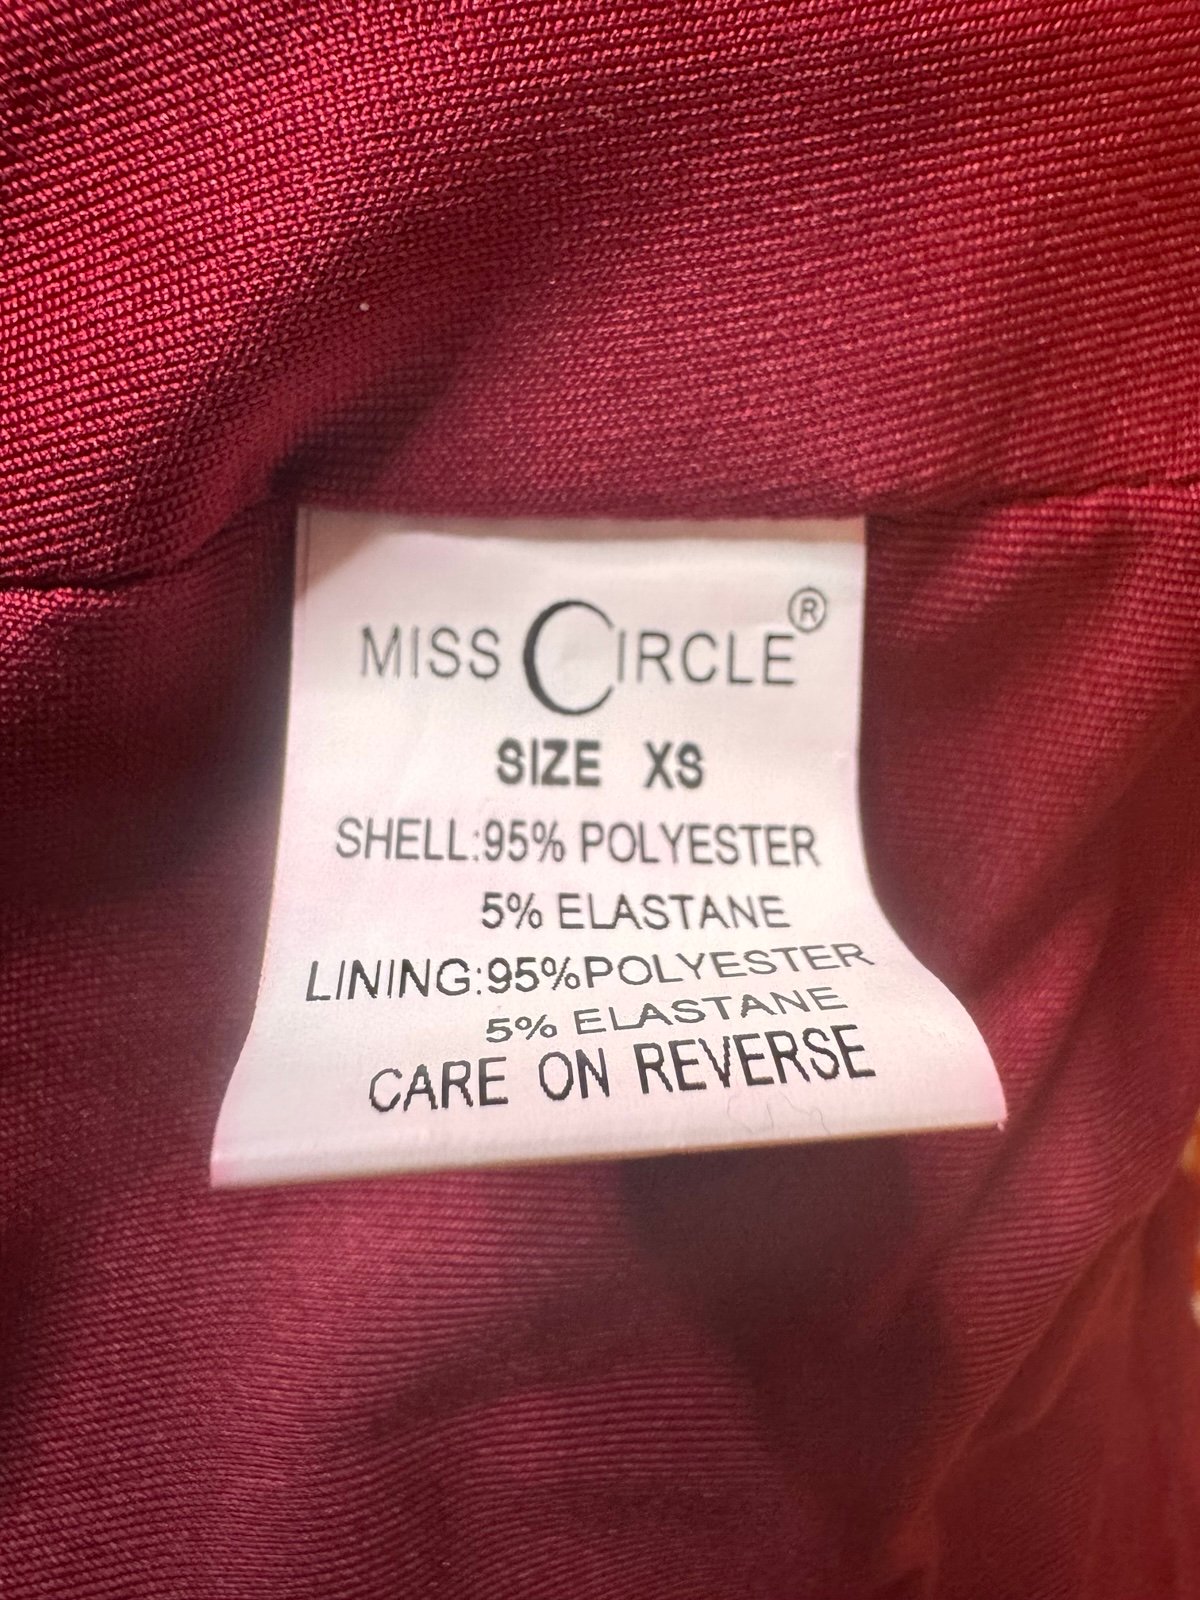 MISS CIRCLE®
SIZE XS
SHELL:95% POLYESTER
5% ELASTANE
LINING:95%POLYESTER
5% ELASTANE
CARE ON REVERSE